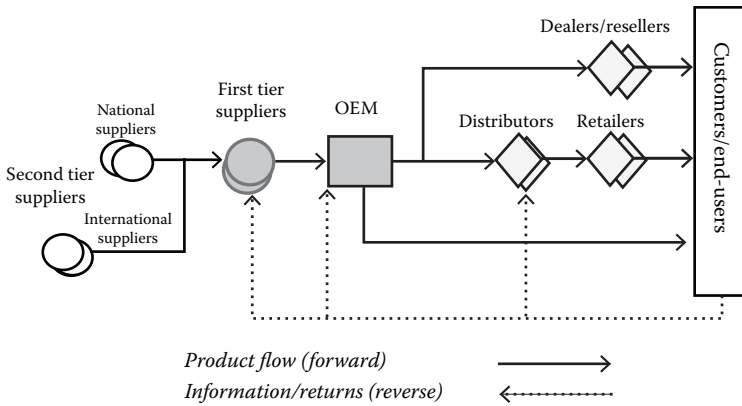 Dealers/resellers
Customers/end-users
First tier
suppliers
OEM
National
suppliers
Distributors
Retailers
Second tier
suppliers
International
suppliers
Product flow (forward)
Information/returns (reverse)